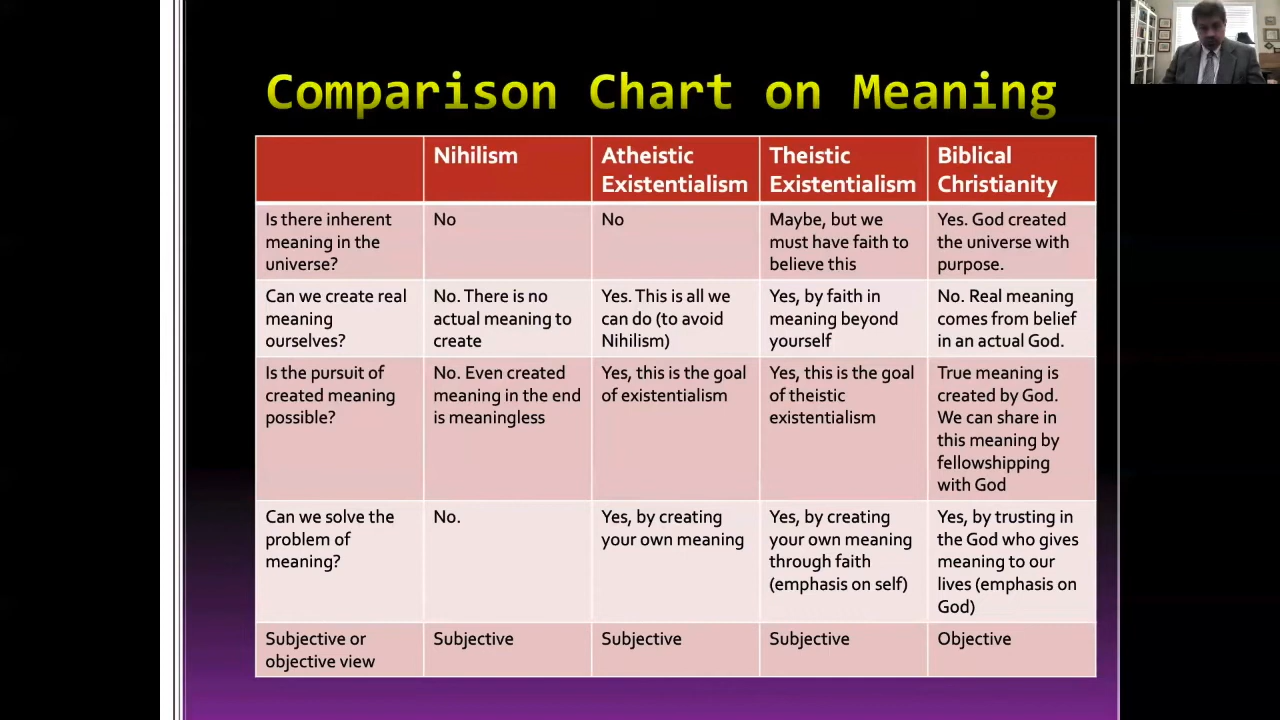 Comparison Chart on Meaning
Nihilism
Atheistic
Existentialism
Theistic
Existentialism
Biblical
Christianity
Is there inherent
meaning in the
universe?
No
No
Maybe, but we
must have faith to
believe this
Yes. God created
the universe with
purpose.
Can we create real
meaning
ourselves?
No. There is no
actual meaning to
create
Yes. This is all we
can do (to avoid
Nihilism)
Yes, by faith in
meaning beyond
yourself
No. Real meaning
comes from belief
in an actual God.
Is the pursuit of
created meaning
possible?
No. Even created
meaning in the end
is meaningless
Yes, this is the goal
of existentialism
Yes, this is the goal
of theistic
existentialism
True meaning is
created by God.
We can share in
this meaning by
fellowshipping
with God
Can we solve the
problem of
meaning?
No.
Yes, by creating
your own meaning
Yes, by creating
your own meaning
through faith
(emphasis on self)
Yes, by trusting in
the God who gives
meaning to our
lives (emphasis on
God)
Subjective or
objective view
Subjective
Subjective
Subjective
Objective